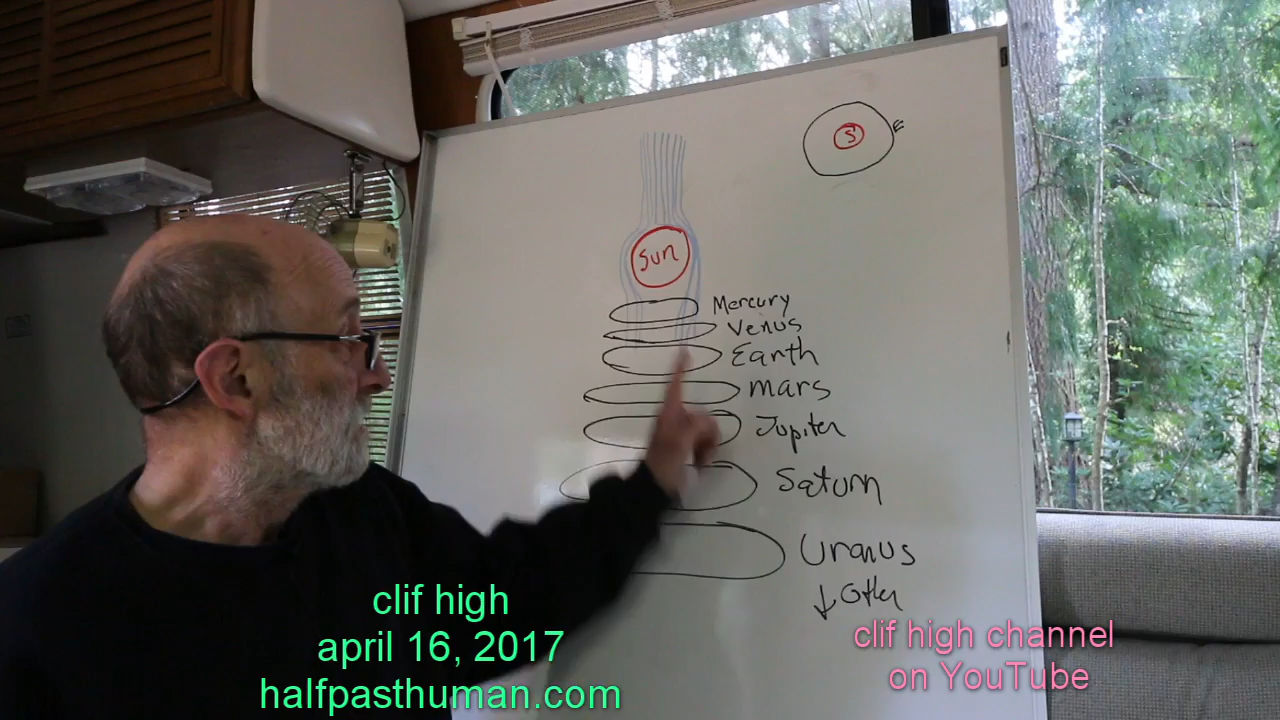 S E
Sun
Mercury
Venus
Earth
mars
Jupiter
Saturn
Uranus
↓ Other
clif high
april 16, 2017
halfpasthuman.com
clif high channel
on YouTube